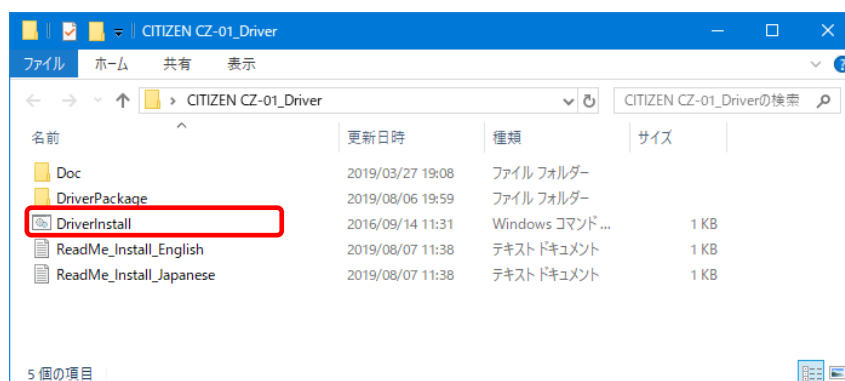 CITIZEN CZ-01_Driver
ファイル ホーム 共有 表示
CITIZEN CZ-01_Driver CITIZEN CZ-01_Driverの検索
名前 更新日時 種類 サイズ
Doc 2019/03/27 19:08 ファイル フォルダー
DriverPackage 2019/08/06 19:59 ファイル フォルダー
DriverInstall 2016/09/14 11:31 Windows コマンド ... 1 KB
ReadMe_Install_English 2019/08/07 11:38 テキスト ドキュメント 1 KB
ReadMe_Install_Japanese 2019/08/07 11:38 テキスト ドキュメント 1 KB
5 個の項目